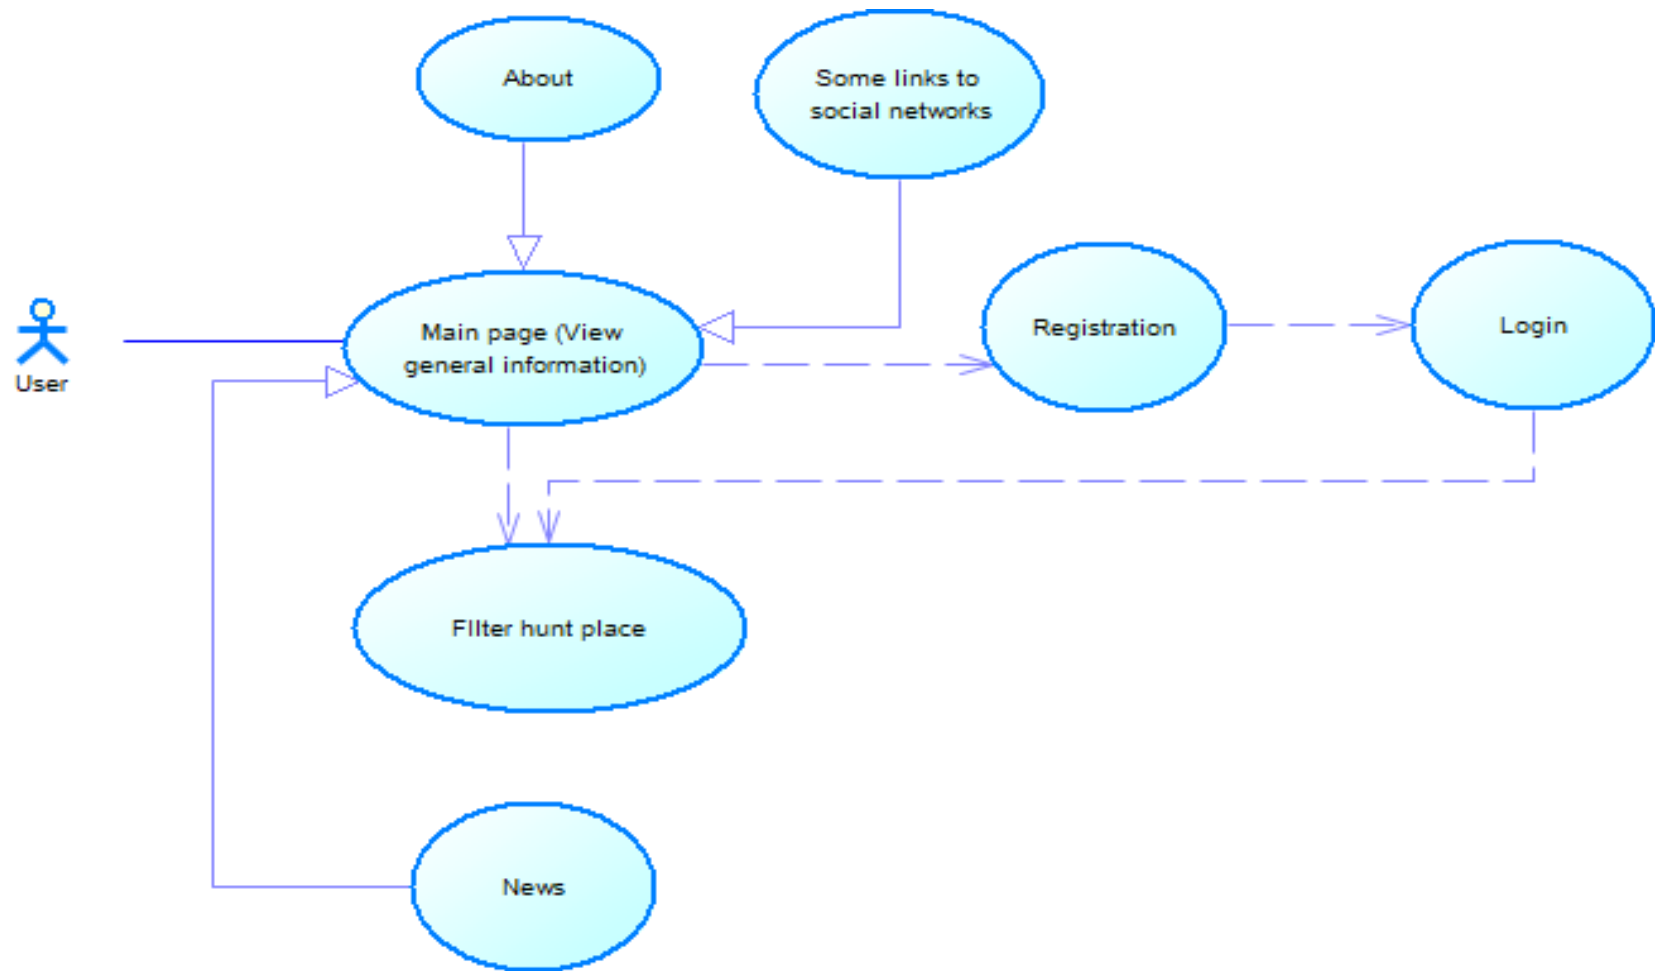 About
Some links to
social networks
Main page (View
general information)
Registration
Login
User
FIlter hunt place
News